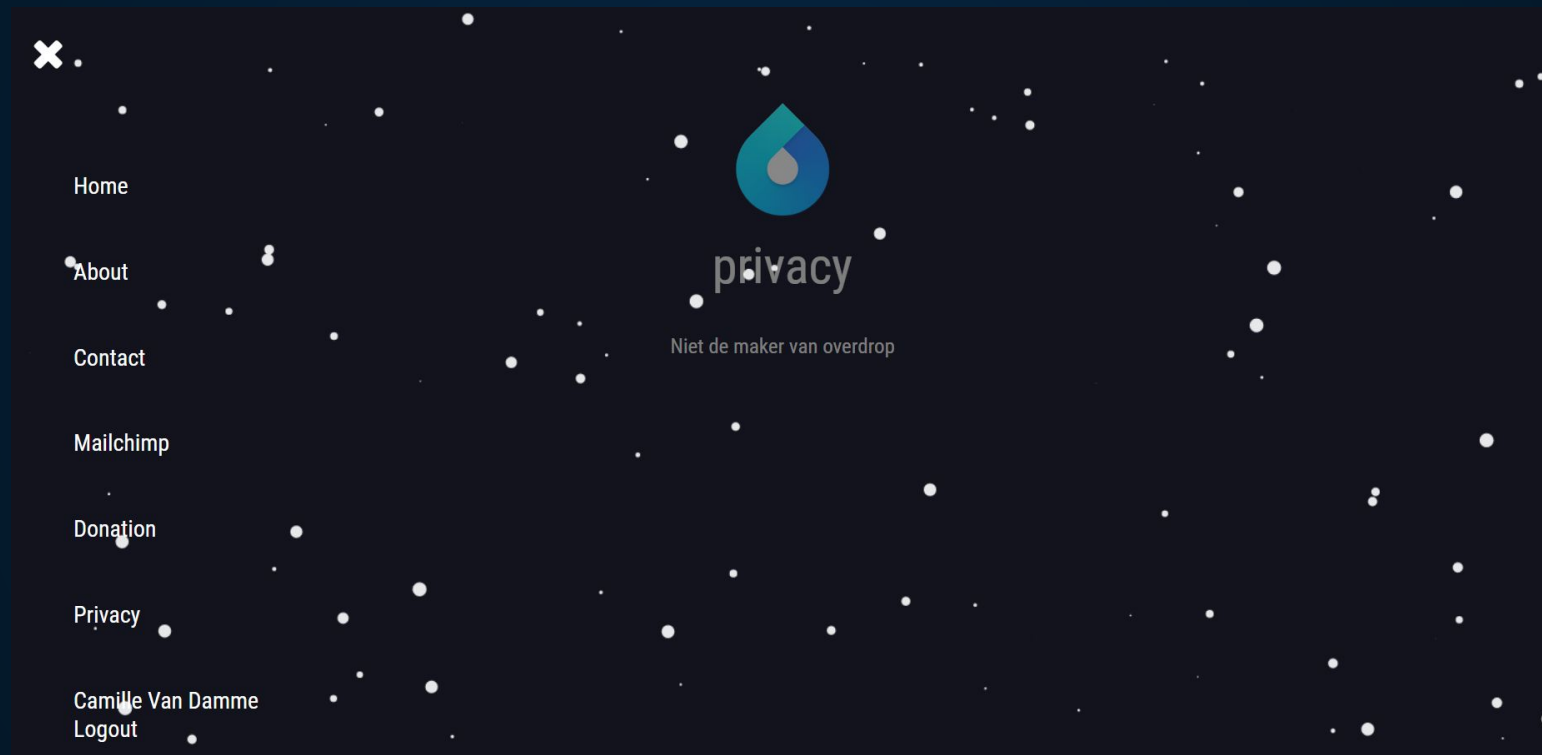 Home
About
Contact
Mailchimp
Donation
Privacy
Camille Van Damme
Logout
privacy
Niet de maker van overdrop